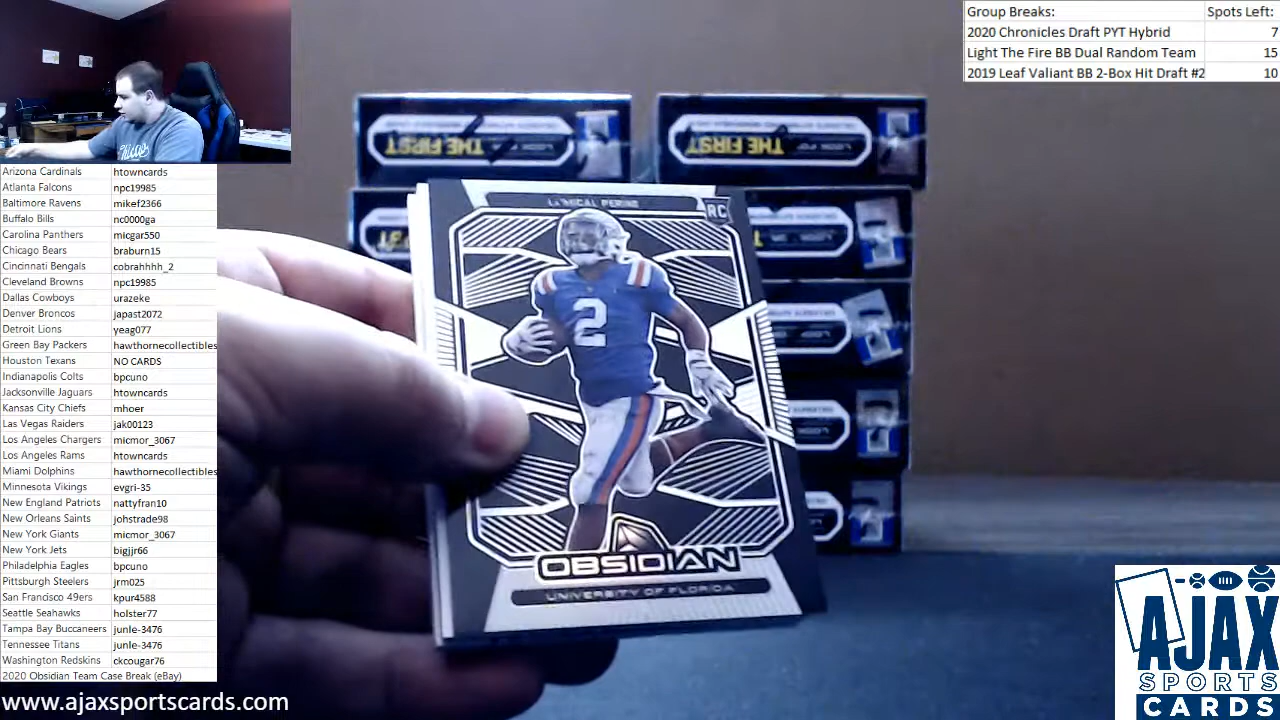 Group Breaks: Spots Left:
2020 Chronicles Draft PYT Hybrid 7
Light The Fire BB Dual Random Team 15
2019 Leaf Valiant BB 2-Box Hit Draft #2 10
THE FIRST
THE FIRST
Arizona Cardinals htowncards
Atlanta Falcons npc19985
Baltimore Ravens mikef2366
Buffalo Bills nc0000ga
Carolina Panthers micgar550
Chicago Bears braburn15
Cincinnati Bengals cobrahhhh_2
Cleveland Browns npc19985
Dallas Cowboys urazeke
Denver Broncos japast2072
Detroit Lions yeag077
Green Bay Packers hawthornecollectibles
Houston Texans NO CARDS
Indianapolis Colts bpcuno
Jacksonville Jaguars htowncards
Kansas City Chiefs mhoer
Las Vegas Raiders jak00123
Los Angeles Chargers micmor_3067
Los Angeles Rams htowncards
Miami Dolphins hawthornecollectibles
Minnesota Vikings evgri-35
New England Patriots nattyfran10
New Orleans Saints johstrade98
New York Giants micmor_3067
New York Jets bigjjr66
Philadelphia Eagles bpcuno
Pittsburgh Steelers jrm025
San Francisco 49ers kpur4588
Seattle Seahawks holster77
Tampa Bay Buccaneers junle-3476
Tennessee Titans junle-3476
Washington Redskins ckcougar76
2020 Obsidian Team Case Break (eBay)
www.ajaxsportscards.com
LA'MICAL PERINE
RC
2
OBSIDIAN
UNIVERSITY OF FLORIDA
AJAX
SPORTS
CARDS